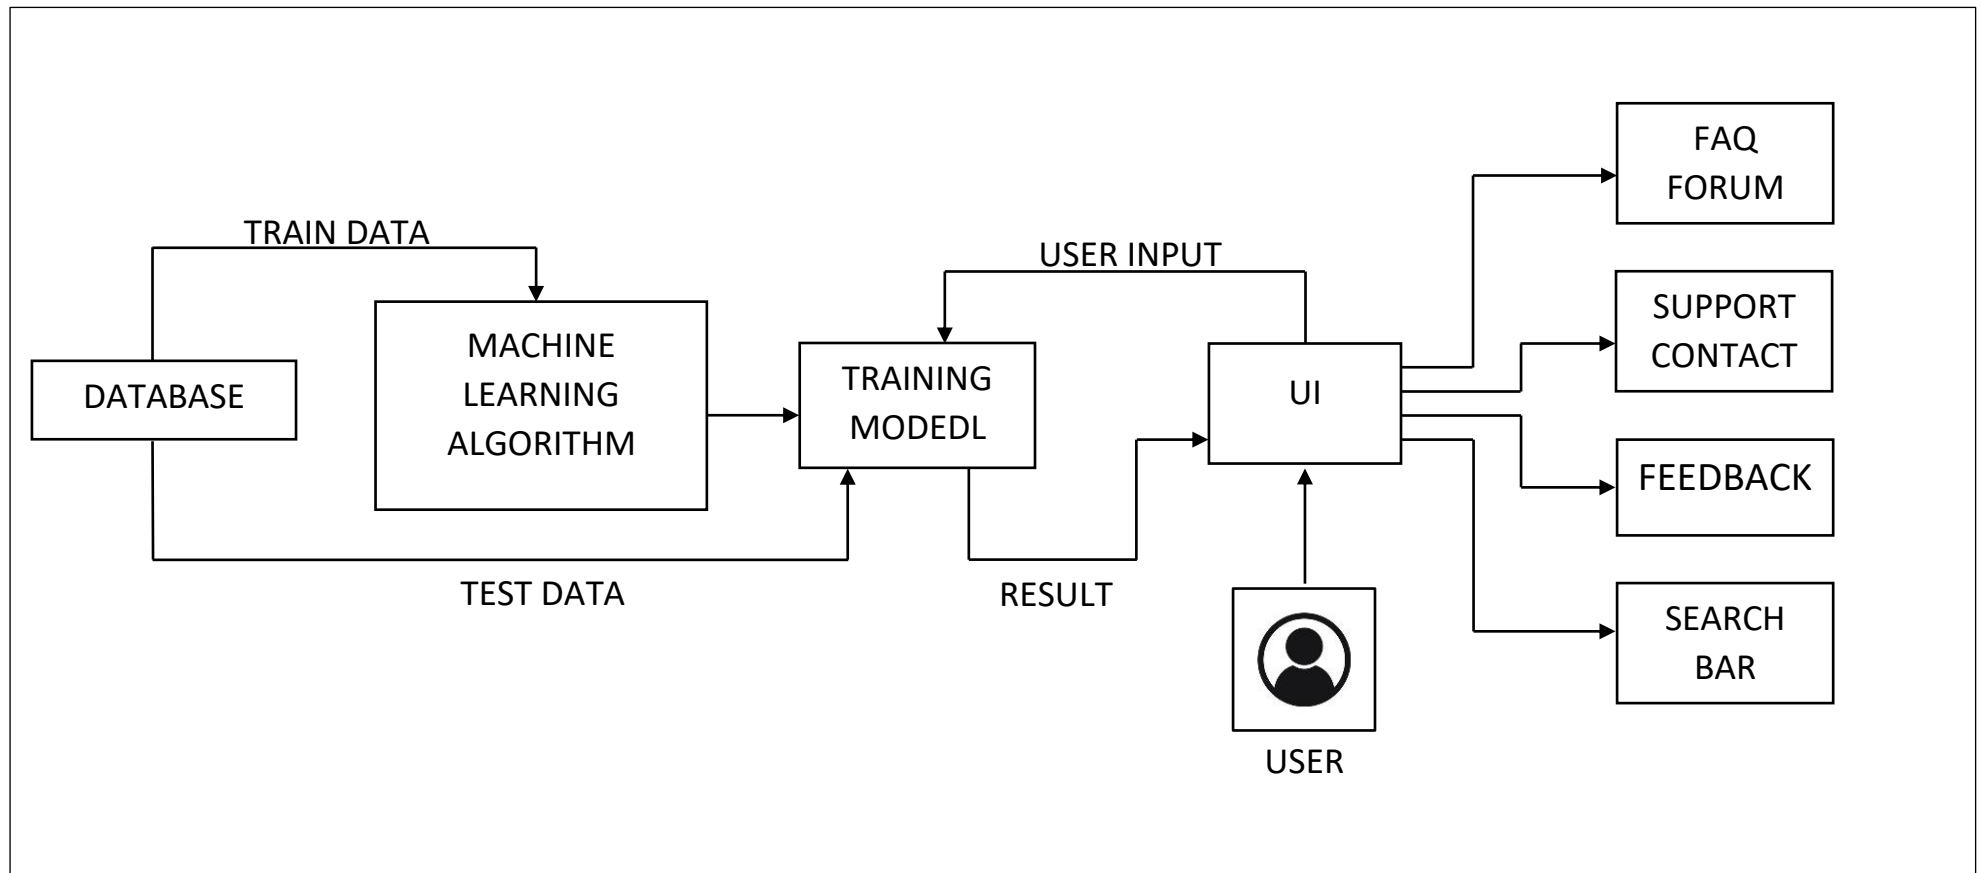 FAQ
FORUM
TRAIN DATA
USER INPUT
MACHINE
LEARNING
ALGORITHM
DATABASE
TRAINING
MODEDL
UI
SUPPORT
CONTACT
FEEDBACK
TEST DATA
RESULT
SEARCH
BAR
USER